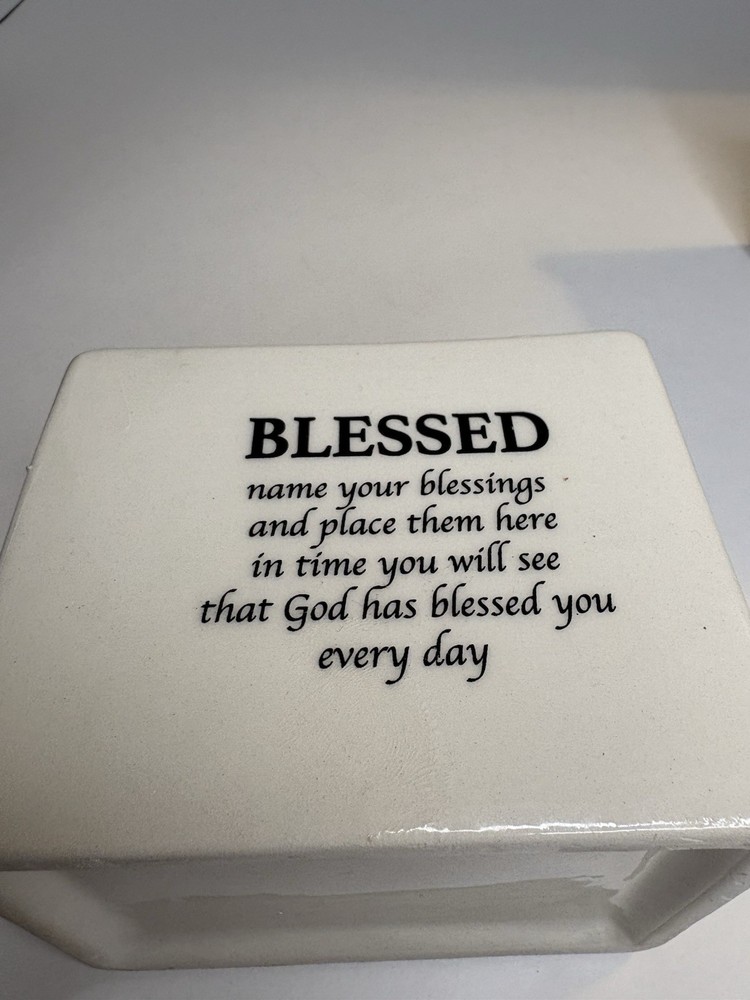 BLESSED
name your blessings
and place them here
in time you will see
that God has blessed you
every day